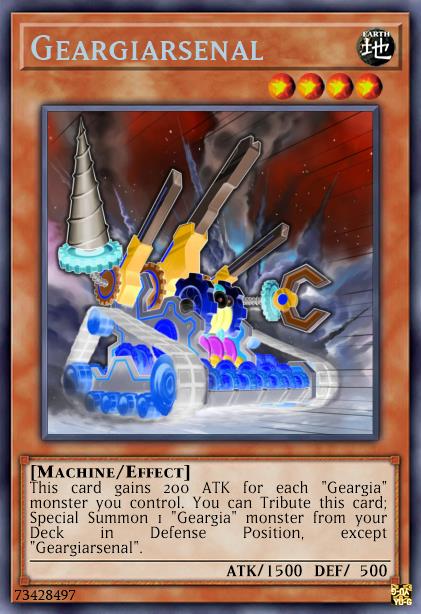 GEARGIARSENAL
EARTH
地
[MACHINE/EFFECT]
This card gains 200 ATK for each "Geargia"
monster you control. You can Tribute this card;
Special Summon 1 "Geargia" monster from your
Deck in Defense Position, except
"Geargiarsenal".
ATK/1500 DEF/ 500
73428497